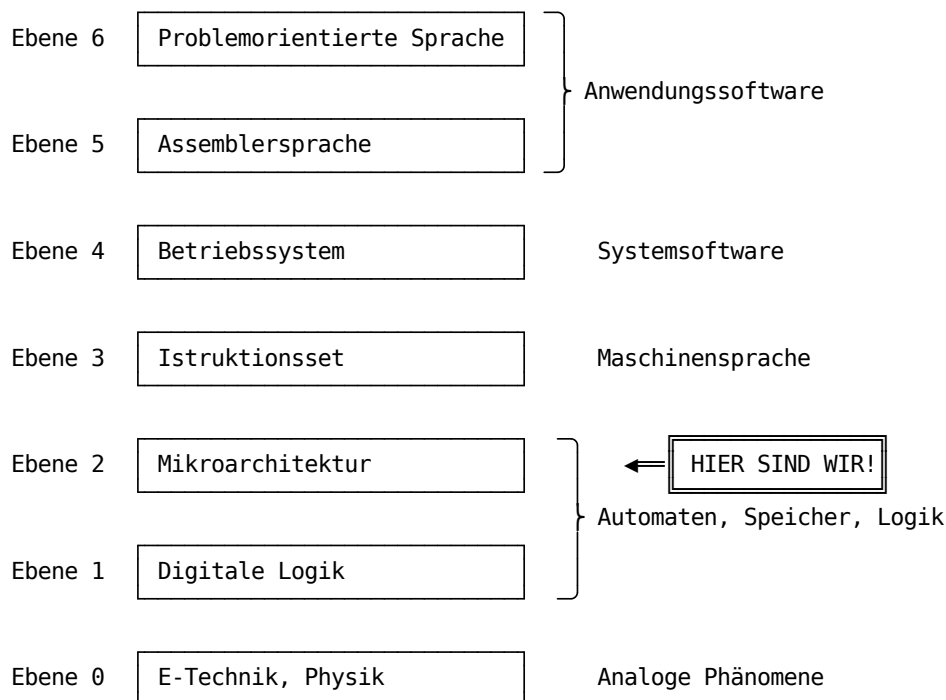 Ebene 6 Problemorientierte Sprache
Anwendungssoftware
Ebene 5 Assemblersprache
Ebene 4 Betriebssystem Systemsoftware
Ebene 3 Istruktionsset Maschinensprache
Ebene 2 Mikroarchitektur HIER SIND WIR!
Automaten, Speicher, Logik
Ebene 1 Digitale Logik
Ebene 0 E-Technik, Physik Analoge Phänomene